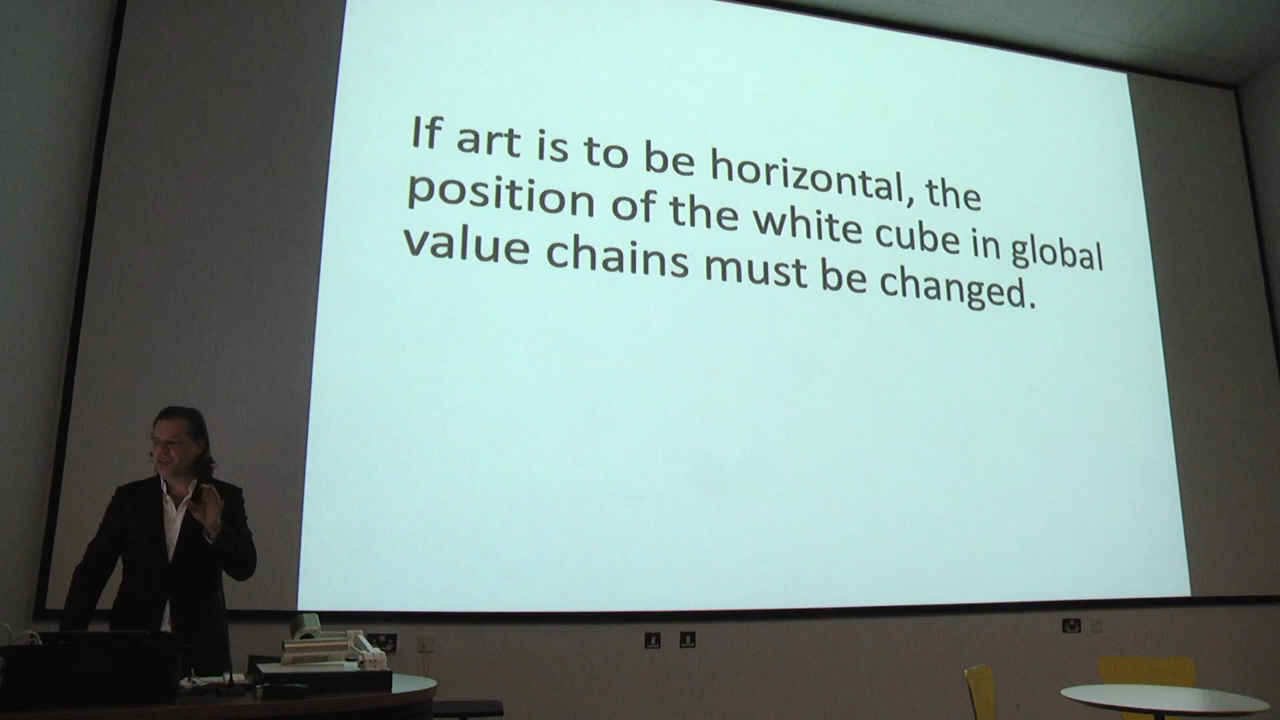 If art is to be horizontal, the
position of the white cube in global
value chains must be changed.